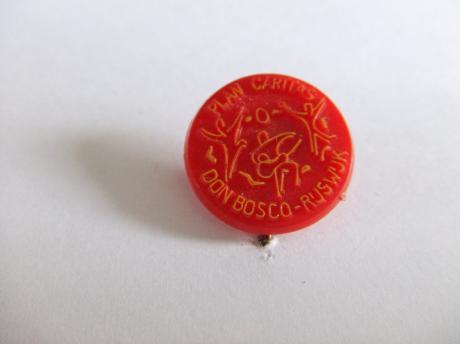 PLAN CARITAS
-O-
DON BOSCO-RIJSWIJK